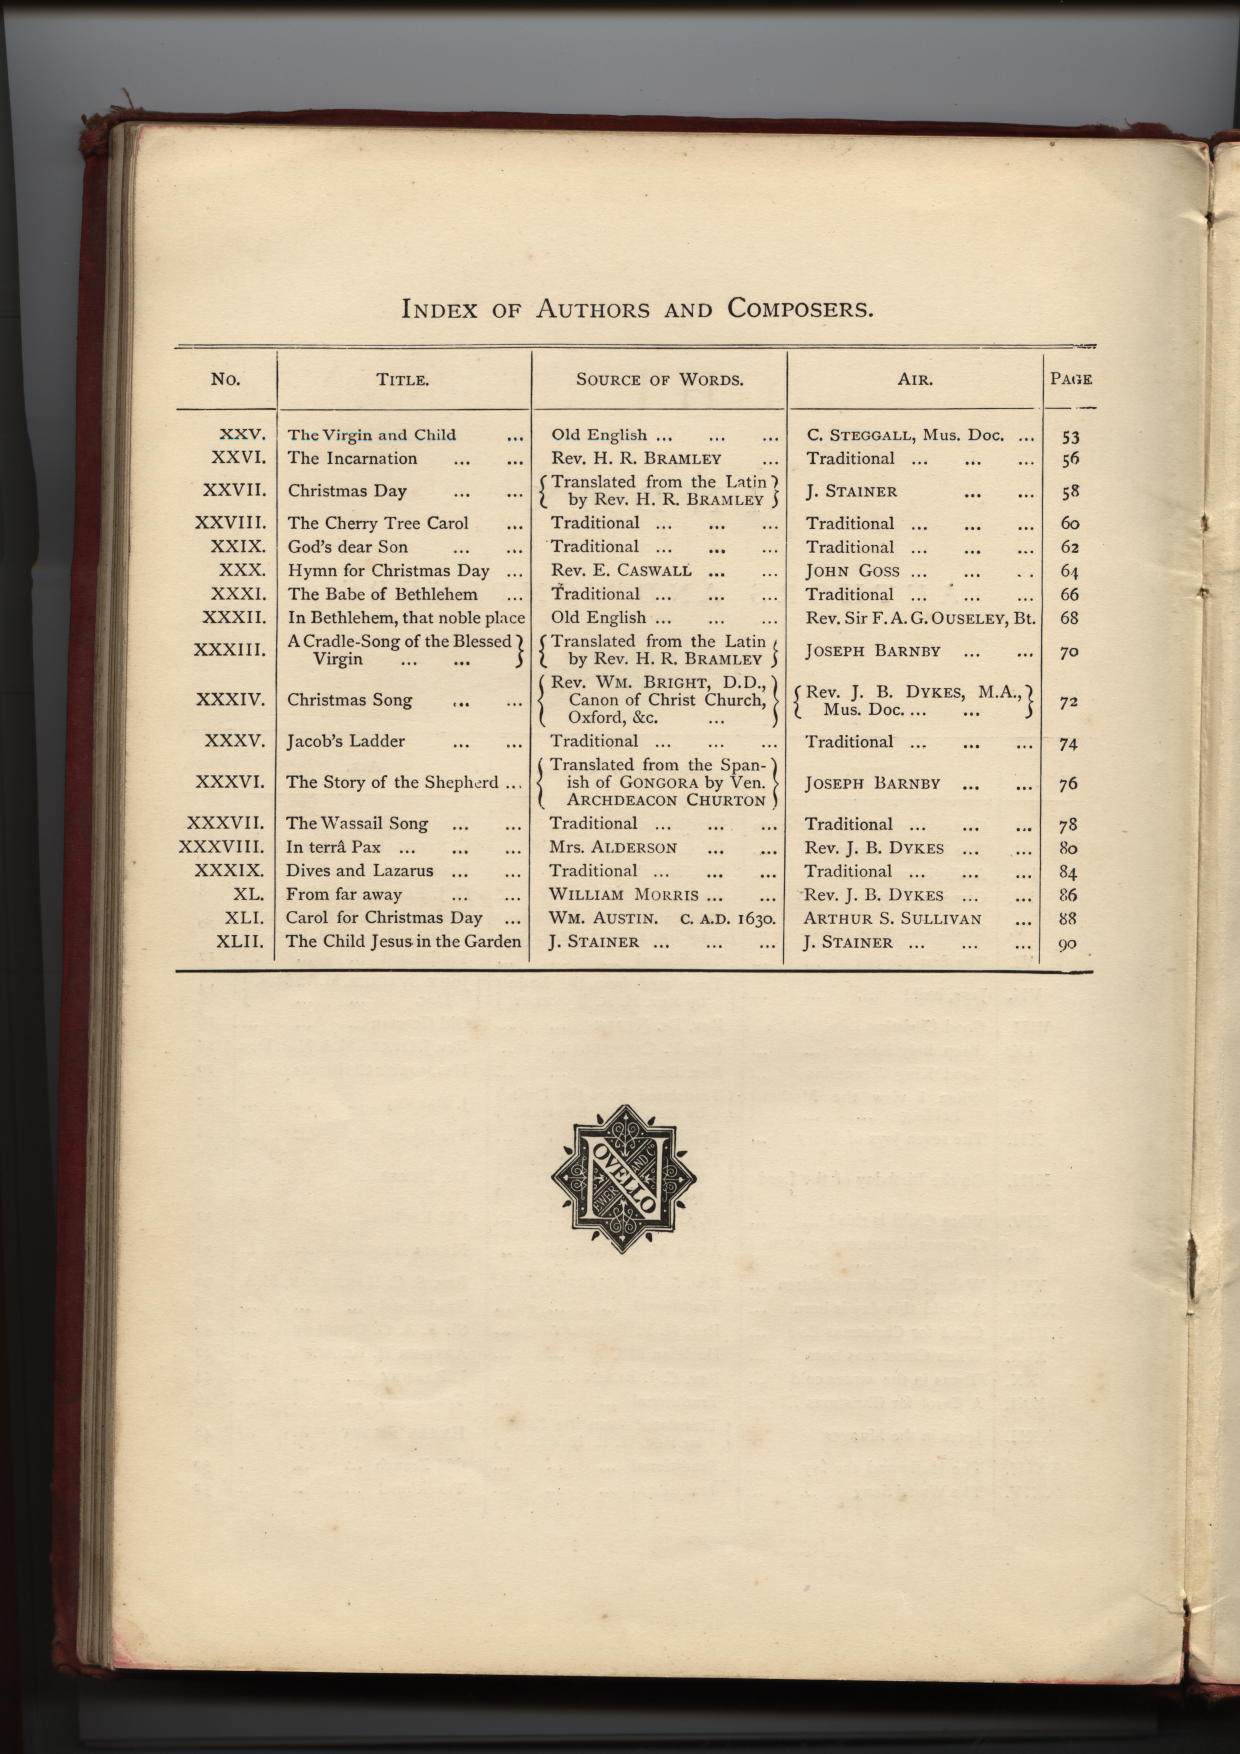 INDEX OF AUTHORS AND COMPOSERS.
No. TITLE. SOURCE OF WORDS. AIR. PAGE
XXV. The Virgin and Child ... Old English ... ... ... C. STEGGALL, Mus. Doc. ... 53
XXVI. The Incarnation ... ... Rev. H. R. BRAMLEY ... Traditional ... ... ... 56
XXVII. Christmas Day ... ... { Translated from the Latin by Rev. H. R. BRAMLEY } J. STAINER ... ... 58
XXVIII. The Cherry Tree Carol ... Traditional ... ... ... Traditional ... ... ... 60
XXIX. God's dear Son ... ... Traditional ... ... ... Traditional ... ... ... 62
XXX. Hymn for Christmas Day ... Rev. E. CASWALL ... ... JOHN GOSS ... ... . . 64
XXXI. The Babe of Bethlehem ... Traditional ... ... ... Traditional ... ... ... 66
XXXII. In Bethlehem, that noble place Old English ... ... ... Rev. Sir F. A. G. OUSELEY, Bt. 68
XXXIII. A Cradle-Song of the Blessed Virgin ... ... } { Translated from the Latin by Rev. H. R. BRAMLEY } JOSEPH BARNBY ... ... 70
XXXIV. Christmas Song ... ... { Rev. WM. BRIGHT, D.D., Canon of Christ Church, Oxford, &c. ... } { Rev. J. B. DYKES, M.A., Mus. Doc. ... ... } 72
XXXV. Jacob's Ladder ... ... Traditional ... ... ... Traditional ... ... ... 74
XXXVI. The Story of the Shepherd ... { Translated from the Spanish of GONGORA by Ven. ARCHDEACON CHURTON } JOSEPH BARNBY ... ... 76
XXXVII. The Wassail Song ... ... Traditional ... ... ... Traditional ... ... ... 78
XXXVIII. In terrâ Pax ... ... ... Mrs. ALDERSON ... ... Rev. J. B. DYKES ... ... 80
XXXIX. Dives and Lazarus ... ... Traditional ... ... ... Traditional ... ... ... 84
XL. From far away ... ... WILLIAM MORRIS ... ... Rev. J. B. DYKES ... ... 86
XLI. Carol for Christmas Day ... WM. AUSTIN. C. A.D. 1630. ARTHUR S. SULLIVAN ... 88
XLII. The Child Jesus in the Garden J. STAINER ... ... ... J. STAINER ... ... ... 90
NOVELLO
EWER
AND Co